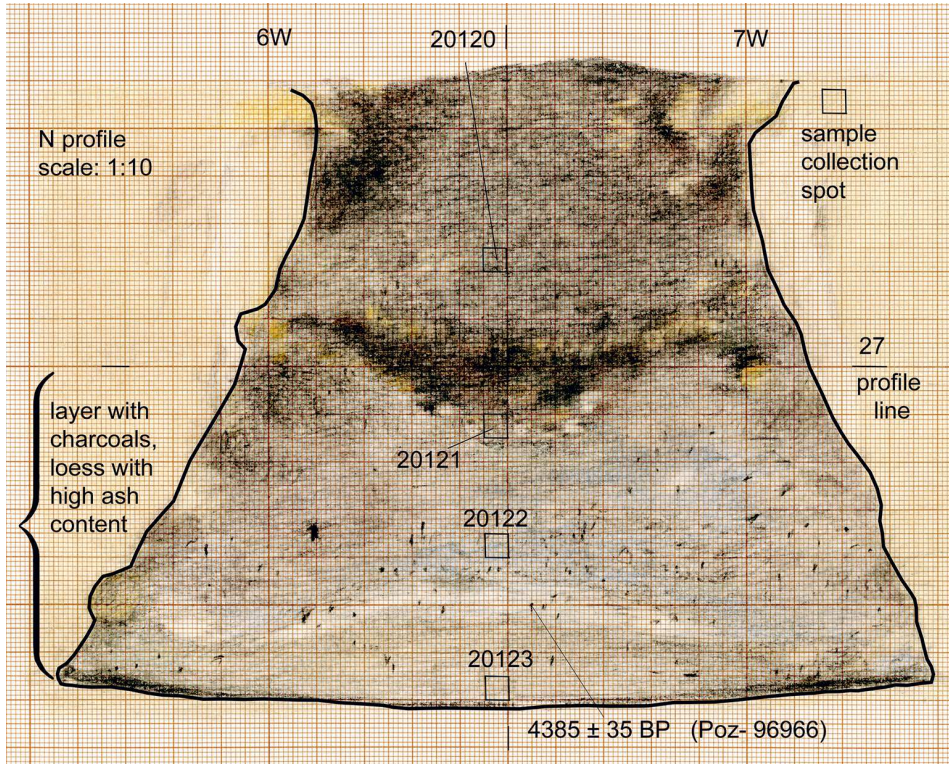 6W
20120
7W
N profile
scale: 1:10
sample
collection
spot
27
profile
line
layer with
charcoals,
loess with
high ash
content
20121
20122
20123
4385 ± 35 BP (Poz- 96966)